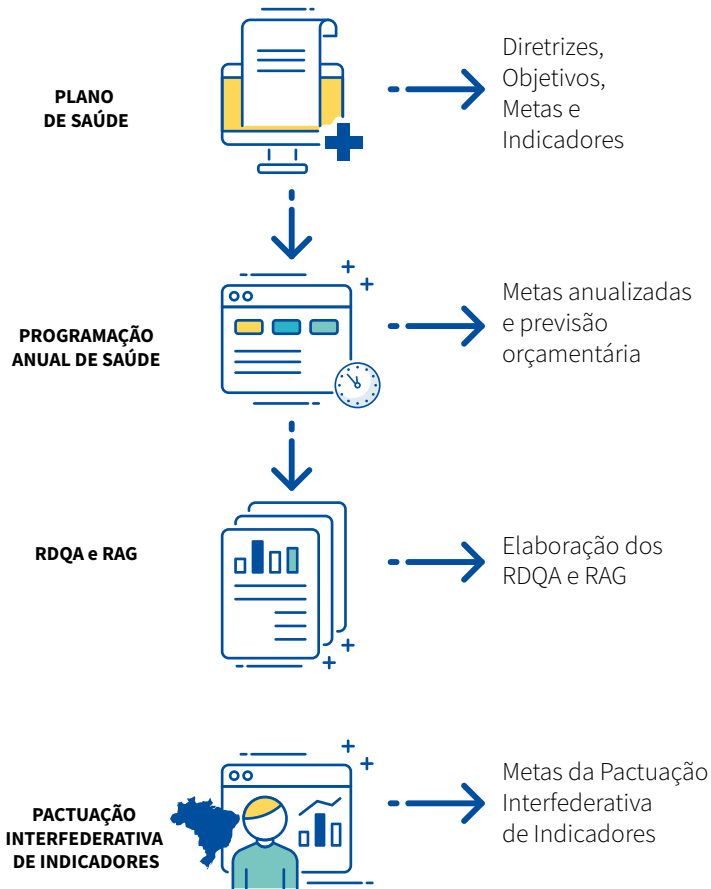 PLANO
DE SAÚDE
Diretrizes,
Objetivos,
Metas e
Indicadores
PROGRAMAÇÃO
ANUAL DE SAÚDE
Metas anualizadas
e previsão
orçamentária
RDQA e RAG
Elaboração dos
RDQA e RAG
PACTUAÇÃO
INTERFEDERATIVA
DE INDICADORES
Metas da Pactuação
Interfederativa
de Indicadores